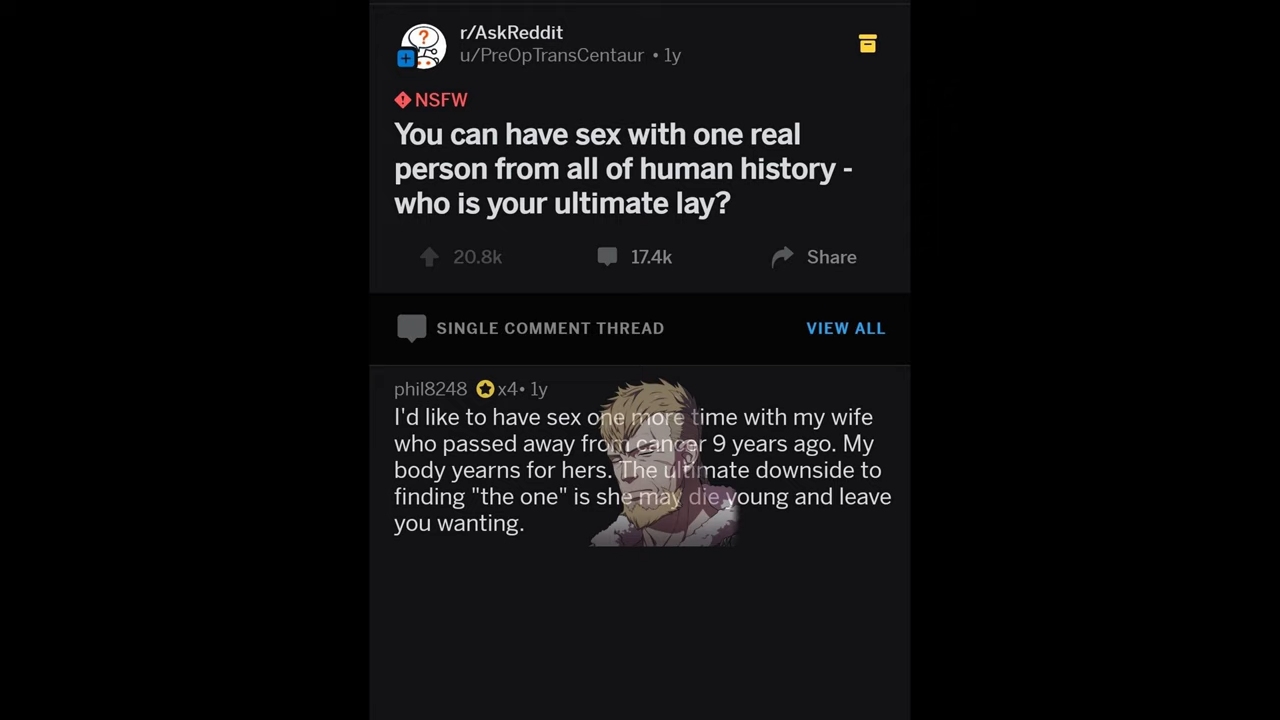 r/AskReddit
u/PreOpTransCentaur • 1y
NSFW
You can have sex with one real
person from all of human history -
who is your ultimate lay?
20.8k 17.4k Share
SINGLE COMMENT THREAD VIEW ALL
phil8248 x4• 1y
I'd like to have sex one more time with my wife
who passed away from cancer 9 years ago. My
body yearns for hers. The ultimate downside to
finding "the one" is she may die young and leave
you wanting.